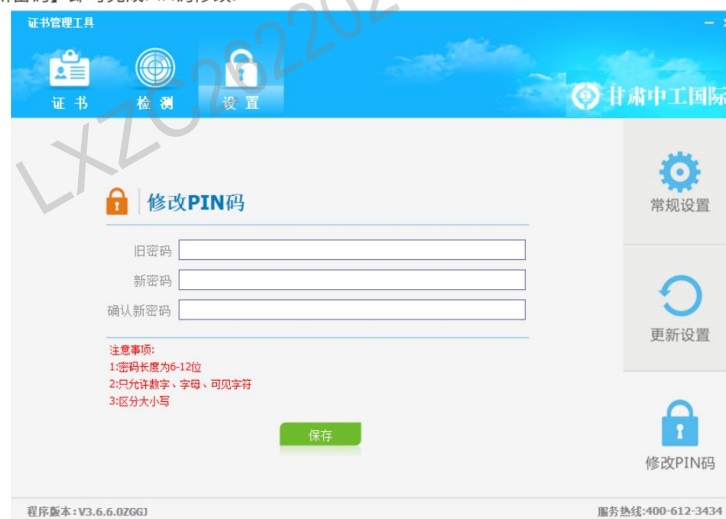 证书管理工具
证 书
检 测
设 置
甘肃中工国际
修改PIN码
旧密码
新密码
确认新密码
注意事项:
1:密码长度为6-12位
2:只允许数字、字母、可见字符
3:区分大小写
保存
常规设置
更新设置
修改PIN码
程序版本:V3.6.6.0ZGGJ
服务热线:400-612-3434